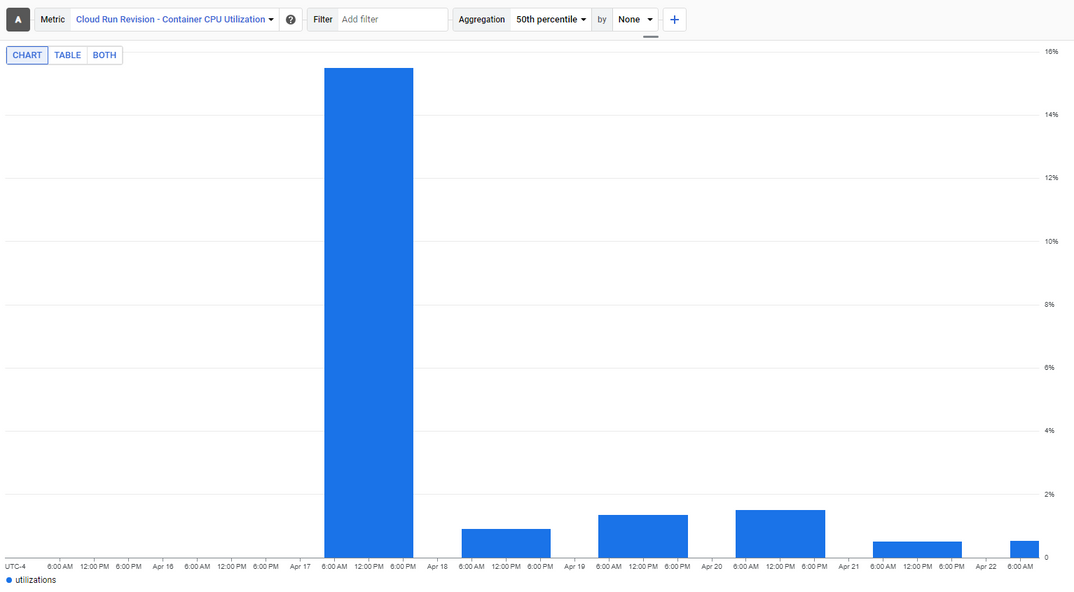 A Metric Cloud Run Revision - Container CPU Utilization ? Filter Add filter Aggregation 50th percentile by None +
CHART TABLE BOTH
16%
14%
12%
10%
8%
6%
4%
2%
0
UTC-4 6:00 AM 12:00 PM 6:00 PM Apr 16 6:00 AM 12:00 PM 6:00 PM Apr 17 6:00 AM 12:00 PM 6:00 PM Apr 18 6:00 AM 12:00 PM 6:00 PM Apr 19 6:00 AM 12:00 PM 6:00 PM Apr 20 6:00 AM 12:00 PM 6:00 PM Apr 21 6:00 AM 12:00 PM 6:00 PM Apr 22 6:00 AM
utilizations